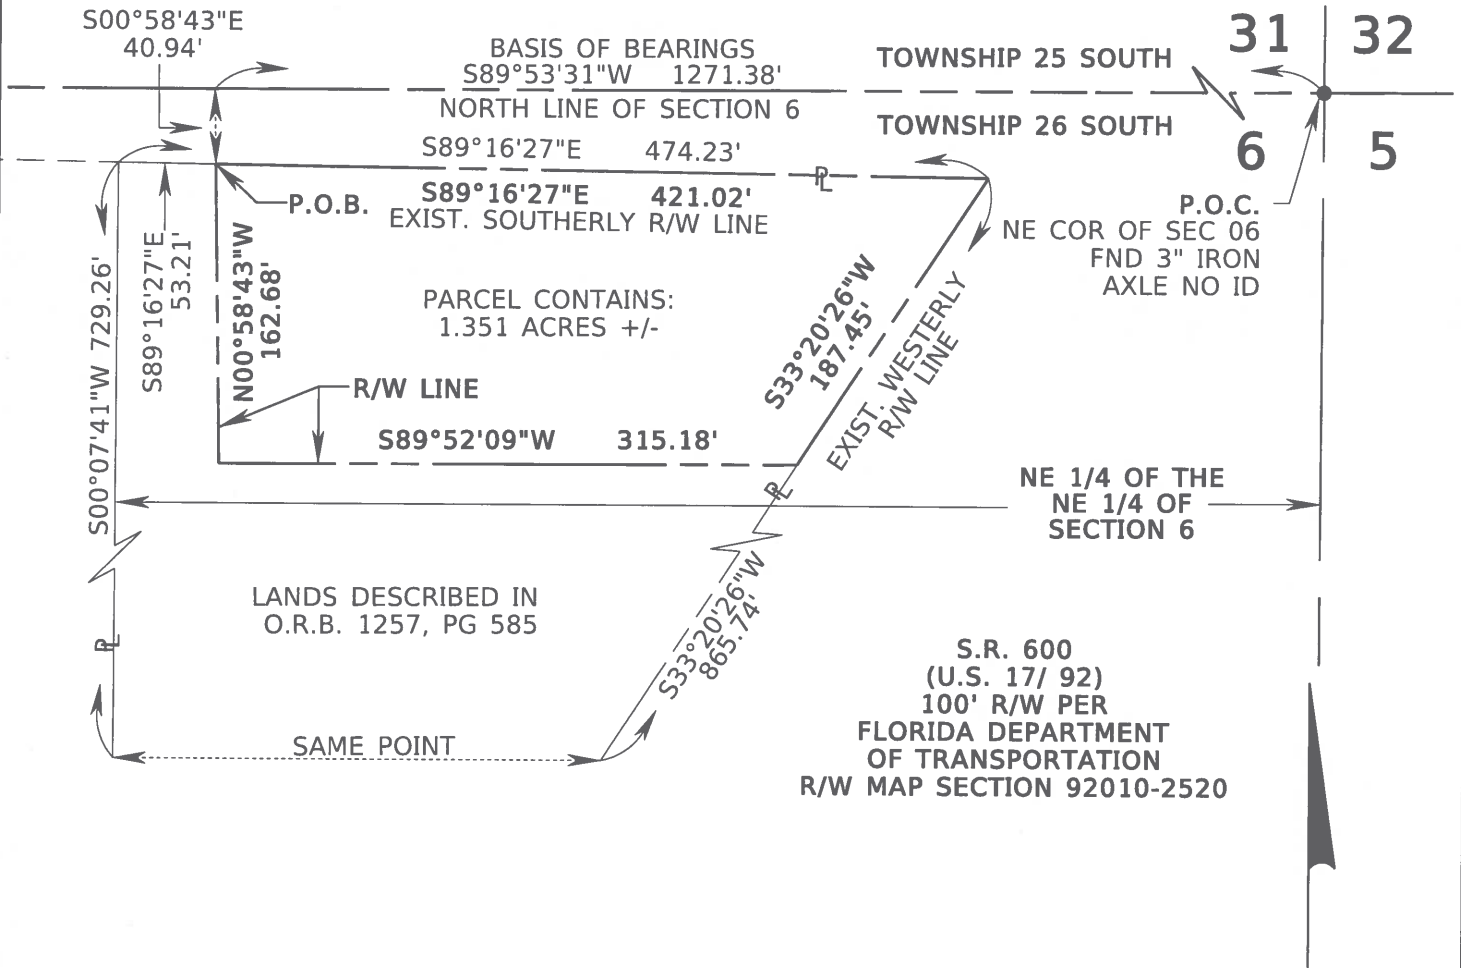 S00°58'43"E
40.94'
BASIS OF BEARINGS
S89°53'31"W 1271.38'
NORTH LINE OF SECTION 6
TOWNSHIP 25 SOUTH
TOWNSHIP 26 SOUTH
31
32
6
5
S89°16'27"E 474.23'
S89°16'27"E 421.02'
EXIST. SOUTHERLY R/W LINE
P.O.B.
P.O.C.
NE COR OF SEC 06
FND 3" IRON
AXLE NO ID
S00°07'41"W 729.26'
S89°16'27"E
53.21'
N00°58'43"W
162.68'
PARCEL CONTAINS:
1.351 ACRES +/-
S33°20'26"W
187.45'
EXIST. WESTERLY
R/W LINE
R/W LINE
S89°52'09"W 315.18'
PL
PL
PL
NE 1/4 OF THE
NE 1/4 OF
SECTION 6
LANDS DESCRIBED IN
O.R.B. 1257, PG 585
S33°20'26"W
865.74'
SAME POINT
S.R. 600
(U.S. 17/ 92)
100' R/W PER
FLORIDA DEPARTMENT
OF TRANSPORTATION
R/W MAP SECTION 92010-2520